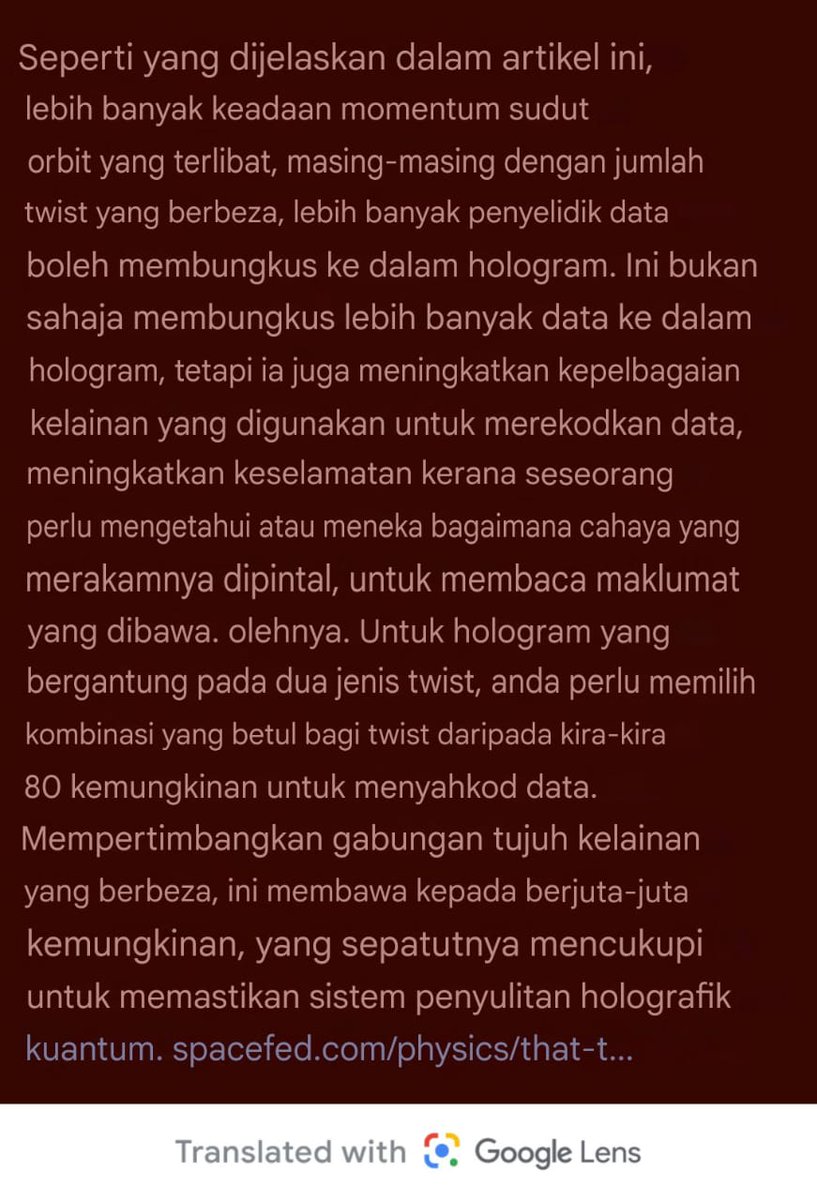 Seperti yang dijelaskan dalam artikel ini,
lebih banyak keadaan momentum sudut
orbit yang terlibat, masing-masing dengan jumlah
twist yang berbeza, lebih banyak penyelidik data
boleh membungkus ke dalam hologram. Ini bukan
sahaja membungkus lebih banyak data ke dalam
hologram, tetapi ia juga meningkatkan kepelbagaian
kelainan yang digunakan untuk merekodkan data,
meningkatkan keselamatan kerana seseorang
perlu mengetahui atau meneka bagaimana cahaya yang
merakamnya dipintal, untuk membaca maklumat
yang dibawa. olehnya. Untuk hologram yang
bergantung pada dua jenis twist, anda perlu memilih
kombinasi yang betul bagi twist daripada kira-kira
80 kemungkinan untuk menyahkod data.
Mempertimbangkan gabungan tujuh kelainan
yang berbeza, ini membawa kepada berjuta-juta
kemungkinan, yang sepatutnya mencukupi
untuk memastikan sistem penyulitan holografik
kuantum. spacefed.com/physics/that-t...
Translated with Google Lens